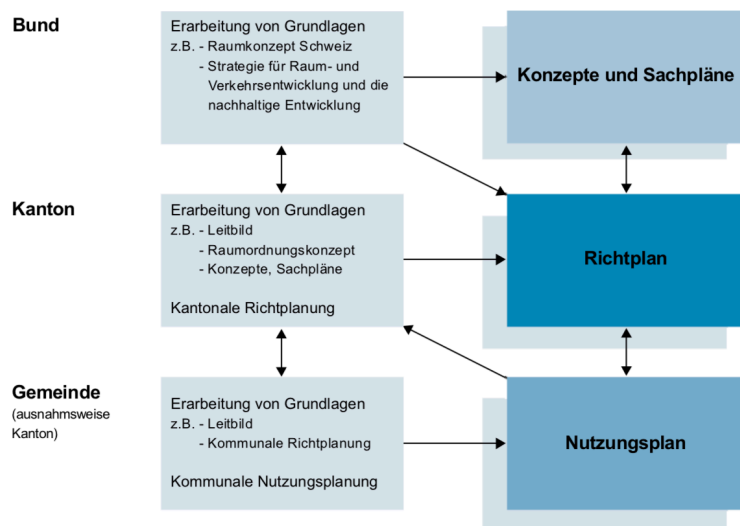 Bund
Erarbeitung von Grundlagen
z.B. - Raumkonzept Schweiz
- Strategie für Raum- und
Verkehrsentwicklung und die
nachhaltige Entwicklung
Konzepte und Sachpläne
Kanton
Erarbeitung von Grundlagen
z.B. - Leitbild
- Raumordnungskonzept
- Konzepte, Sachpläne
Kantonale Richtplanung
Richtplan
Gemeinde
(ausnahmsweise
Kanton)
Erarbeitung von Grundlagen
z.B. - Leitbild
- Kommunale Richtplanung
Kommunale Nutzungsplanung
Nutzungsplan